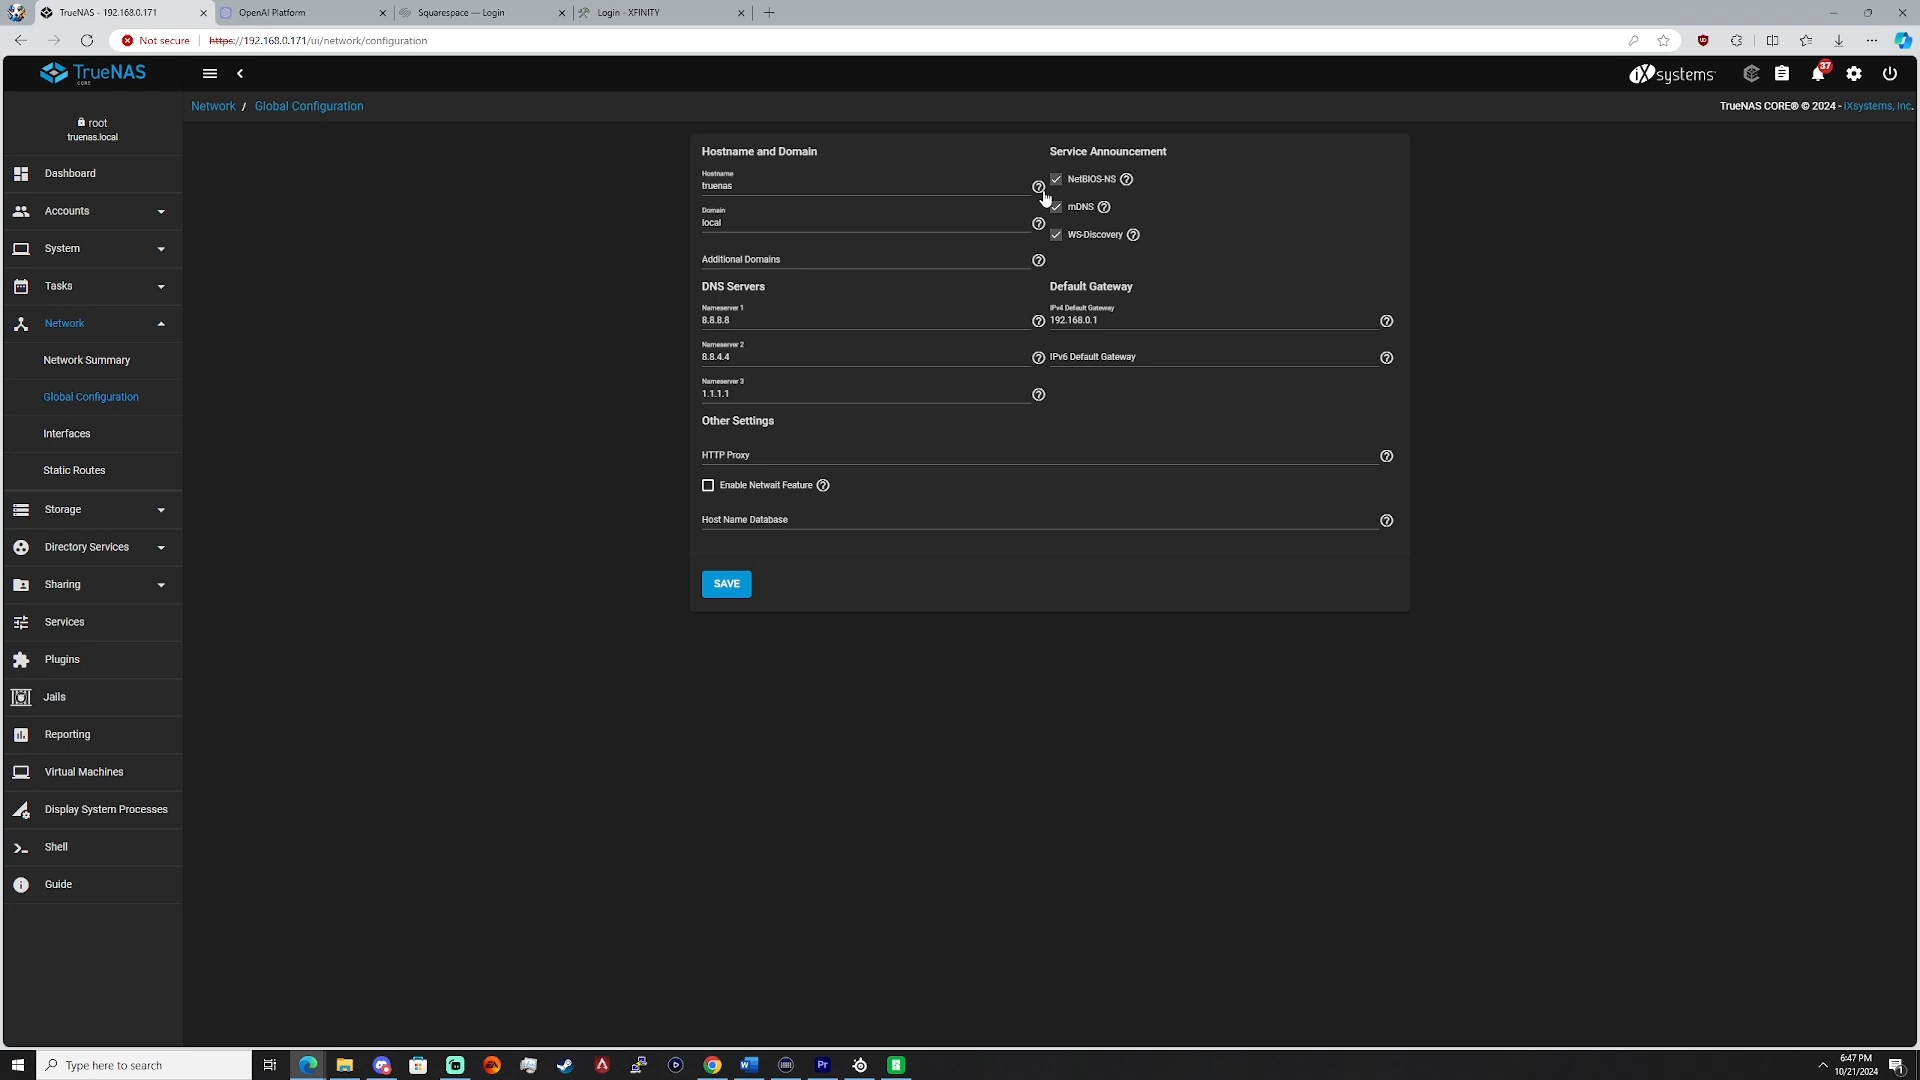 TrueNAS - 192.168.0.171
OpenAI Platform
Squarespace — Login
Login - XFINITY
Not secure
https://192.168.0.171/ui/network/configuration
TrueNAS
CORE
iXsystems
37
root
truenas.local
Network / Global Configuration
TrueNAS CORE® © 2024 - iXsystems, Inc.
Dashboard
Accounts
System
Tasks
Network
Network Summary
Global Configuration
Interfaces
Static Routes
Storage
Directory Services
Sharing
Services
Plugins
Jails
Reporting
Virtual Machines
Display System Processes
Shell
Guide
Hostname and Domain
Hostname
truenas
Domain
local
Additional Domains
Service Announcement
NetBIOS-NS
mDNS
WS-Discovery
DNS Servers
Nameserver 1
8.8.8.8
Nameserver 2
8.8.4.4
Nameserver 3
1.1.1.1
Default Gateway
IPv4 Default Gateway
192.168.0.1
IPv6 Default Gateway
Other Settings
HTTP Proxy
Enable Netwait Feature
Host Name Database
SAVE
Type here to search
EA
W
Pr
6:47 PM
10/21/2024
1